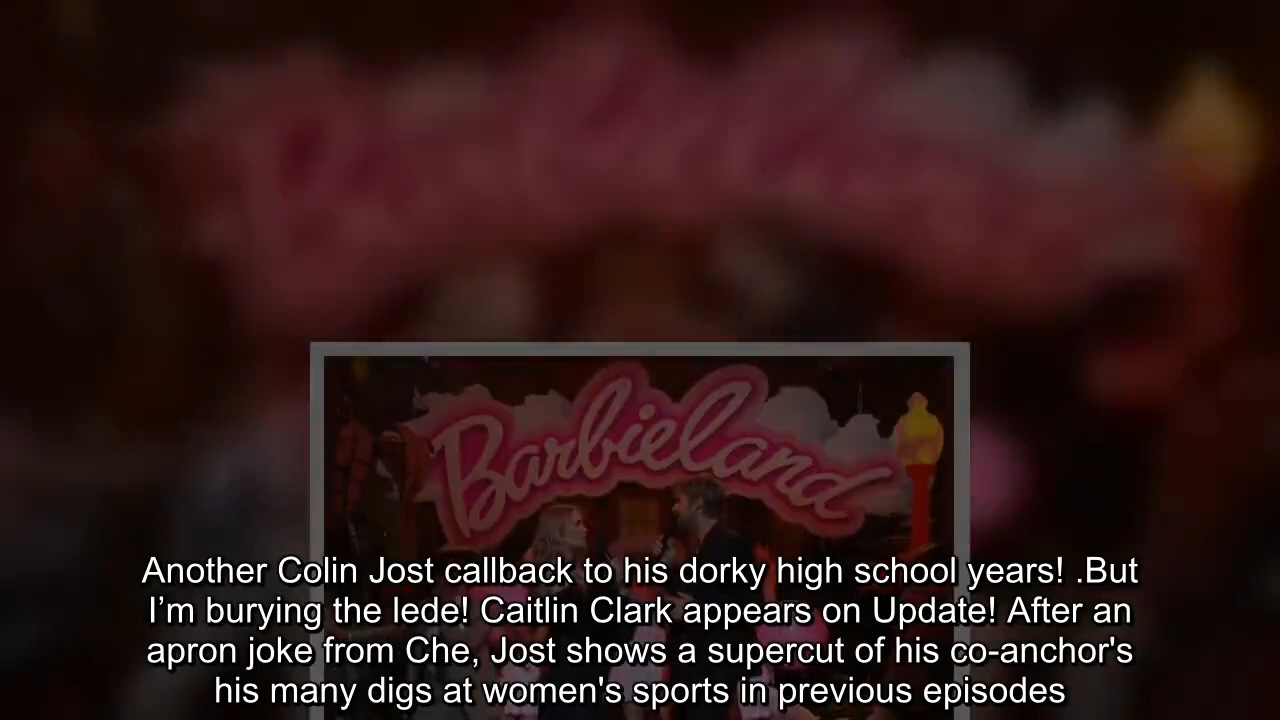 Barbieland
Another Colin Jost callback to his dorky high school years! .But
I’m burying the lede! Caitlin Clark appears on Update! After an
apron joke from Che, Jost shows a supercut of his co-anchor's
his many digs at women's sports in previous episodes